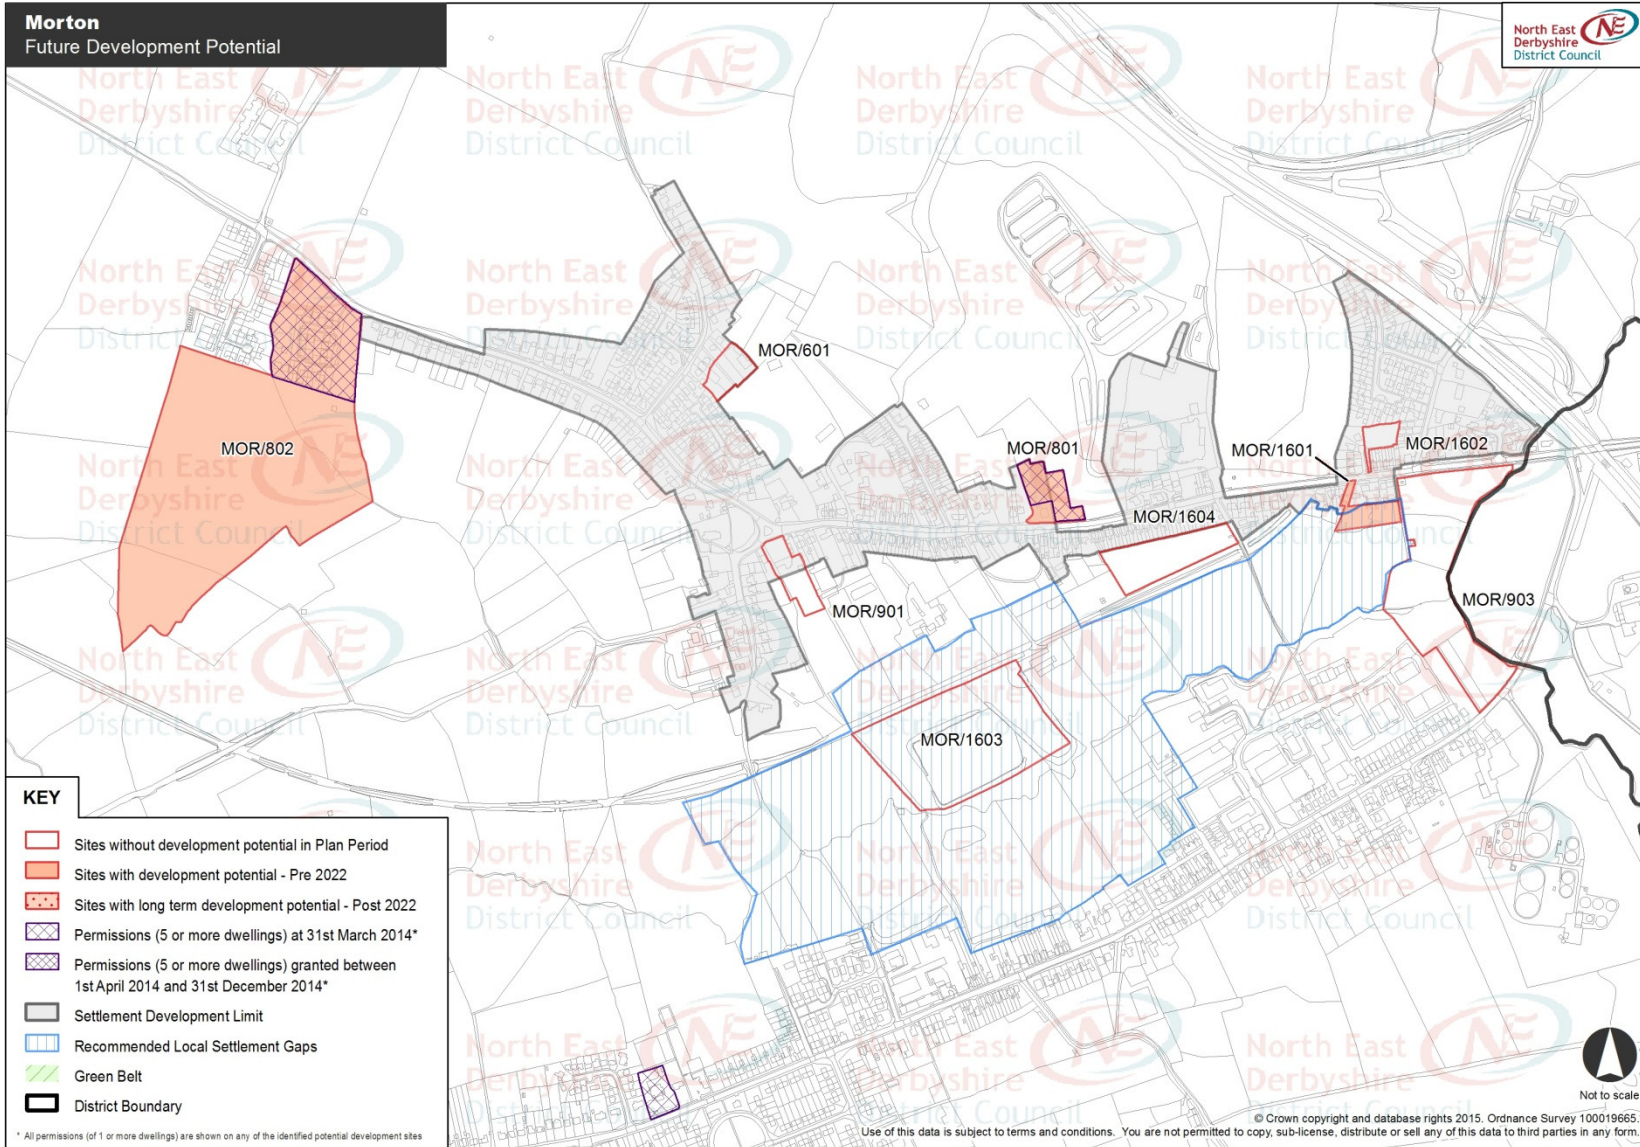 Morton
Future Development Potential
North East
Derbyshire
District Council
NE
MOR/601
MOR/802
MOR/801
MOR/1601
MOR/1602
MOR/1604
MOR/901
MOR/903
MOR/1603
KEY
Sites without development potential in Plan Period
Sites with development potential - Pre 2022
Sites with long term development potential - Post 2022
Permissions (5 or more dwellings) at 31st March 2014*
Permissions (5 or more dwellings) granted between
1st April 2014 and 31st December 2014*
Settlement Development Limit
Recommended Local Settlement Gaps
Green Belt
District Boundary
* All permissions (of 1 or more dwellings) are shown on any of the identified potential development sites
Not to scale
© Crown copyright and database rights 2015. Ordnance Survey 100019665.
Use of this data is subject to terms and conditions. You are not permitted to copy, sub-license, distribute or sell any of this data to third parties in any form.
North East
Derbyshire
District Council
NE